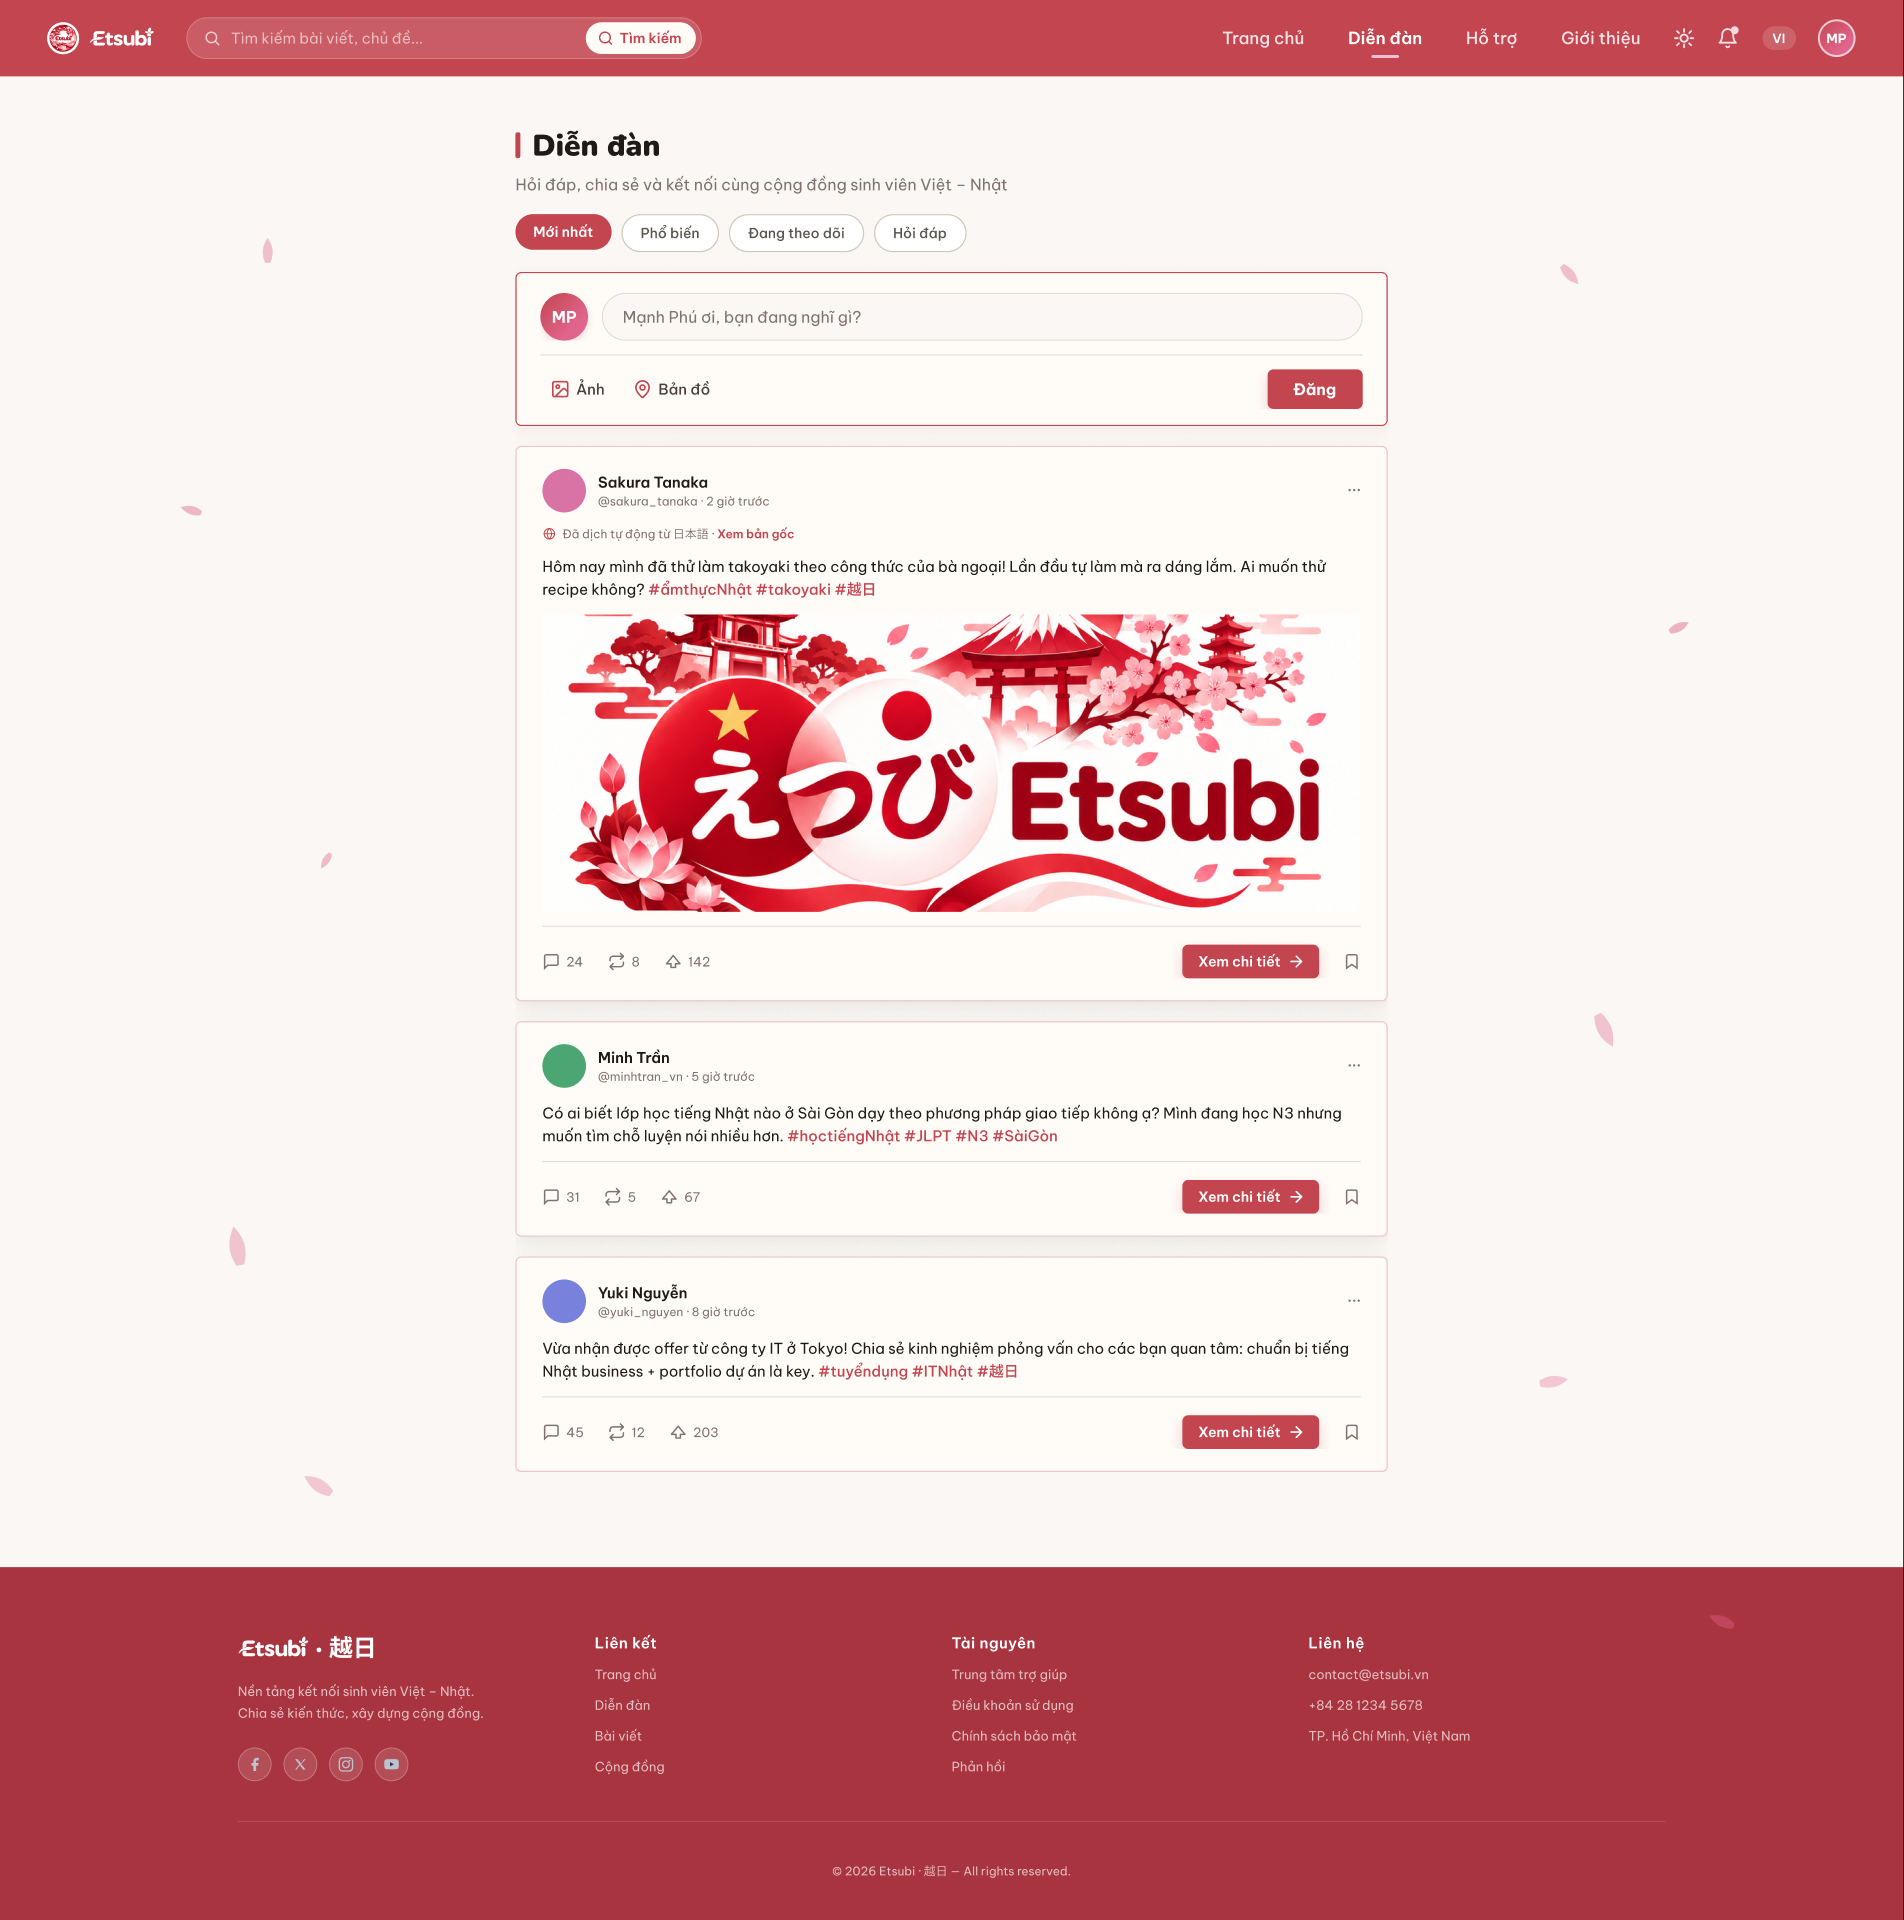 Etsubi
Tìm kiếm bài viết, chủ đề...
Tìm kiếm
Trang chủ
Diễn đàn
Hỗ trợ
Giới thiệu
VI
MP
Diễn đàn
Hỏi đáp, chia sẻ và kết nối cùng cộng đồng sinh viên Việt – Nhật
Mới nhất
Phổ biến
Đang theo dõi
Hỏi đáp
MP
Mạnh Phú ơi, bạn đang nghĩ gì?
Ảnh
Bản đồ
Đăng
Sakura Tanaka
@sakura_tanaka · 2 giờ trước
Đã dịch tự động từ 日本語 · Xem bản gốc
Hôm nay mình đã thử làm takoyaki theo công thức của bà ngoại! Lần đầu tự làm mà ra dáng lắm. Ai muốn thử
recipe không? #ẩmthựcNhật #takoyaki #越日
えつび Etsubi
24
8
142
Xem chi tiết
Minh Trần
@minhtran_vn · 5 giờ trước
Có ai biết lớp học tiếng Nhật nào ở Sài Gòn dạy theo phương pháp giao tiếp không ạ? Mình đang học N3 nhưng
muốn tìm chỗ luyện nói nhiều hơn. #họctiếngNhật #JLPT #N3 #SàiGòn
31
5
67
Xem chi tiết
Yuki Nguyễn
@yuki_nguyen · 8 giờ trước
Vừa nhận được offer từ công ty IT ở Tokyo! Chia sẻ kinh nghiệm phỏng vấn cho các bạn quan tâm: chuẩn bị tiếng
Nhật business + portfolio dự án là key. #tuyểndụng #ITNhật #越日
45
12
203
Xem chi tiết
Etsubi · 越日
Nền tảng kết nối sinh viên Việt – Nhật.
Chia sẻ kiến thức, xây dựng cộng đồng.
Liên kết
Trang chủ
Diễn đàn
Bài viết
Cộng đồng
Tài nguyên
Trung tâm trợ giúp
Điều khoản sử dụng
Chính sách bảo mật
Phản hồi
Liên hệ
contact@etsubi.vn
+84 28 1234 5678
TP. Hồ Chí Minh, Việt Nam
© 2026 Etsubi · 越日 — All rights reserved.